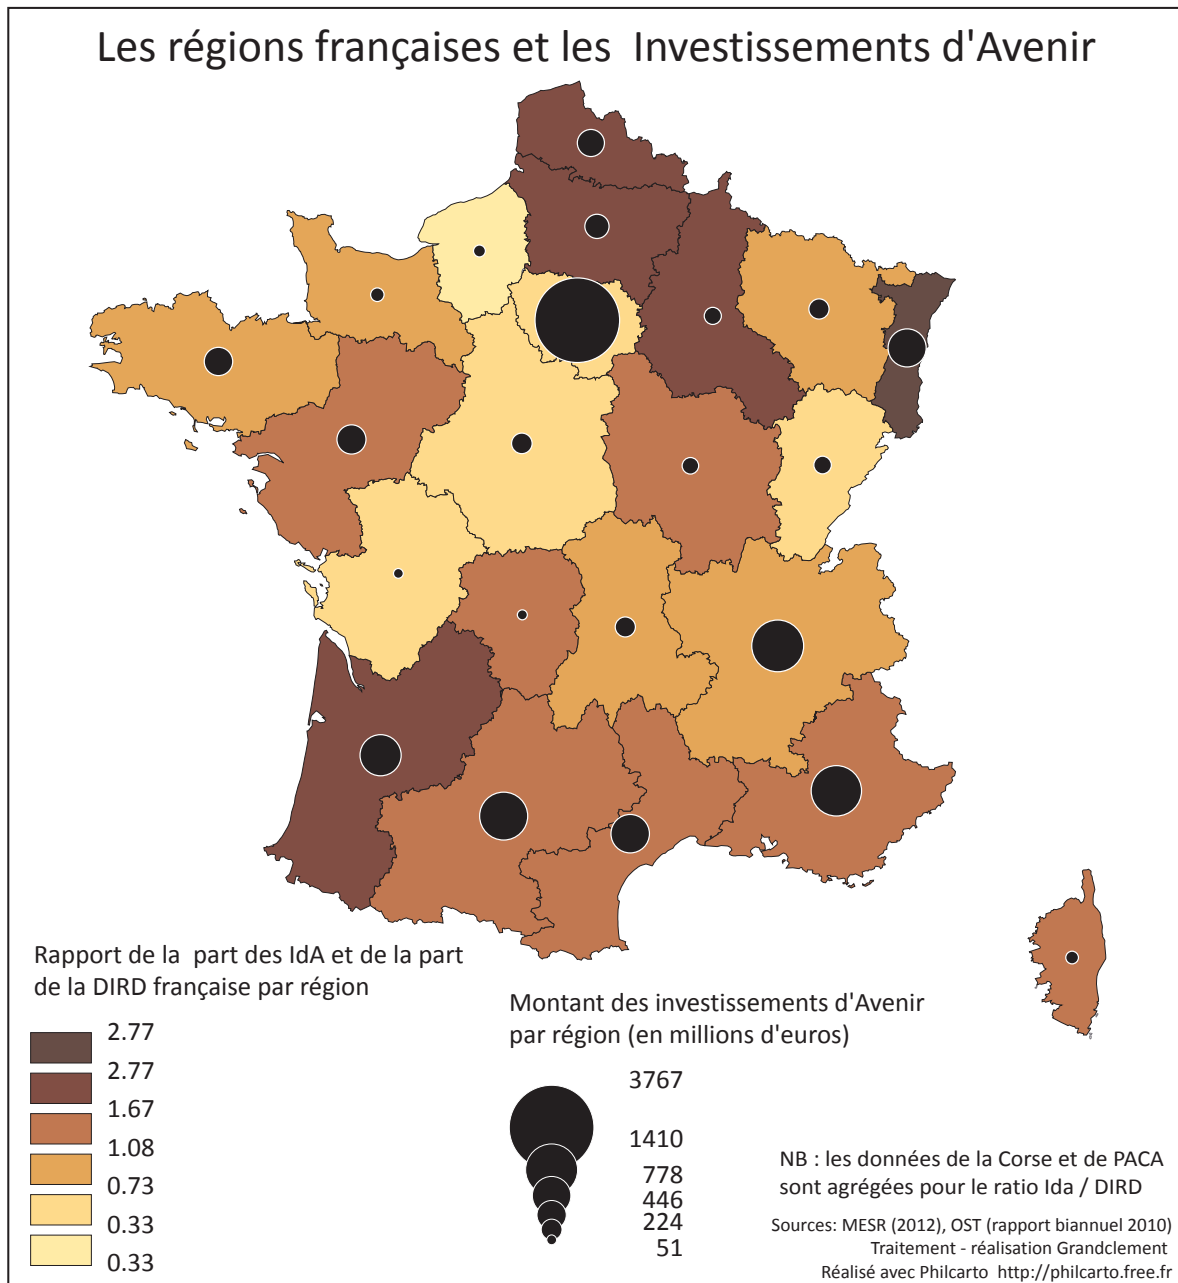 Les régions françaises et les Investissements d'Avenir
Rapport de la part des IdA et de la part
de la DIRD française par région
2.77
2.77
1.67
1.08
0.73
0.33
0.33
Montant des investissements d'Avenir
par région (en millions d'euros)
3767
1410
778
446
224
51
NB : les données de la Corse et de PACA
sont agrégées pour le ratio Ida / DIRD
Sources: MESR (2012), OST (rapport biannuel 2010)
Traitement - réalisation Grandclement
Réalisé avec Philcarto http://philcarto.free.fr